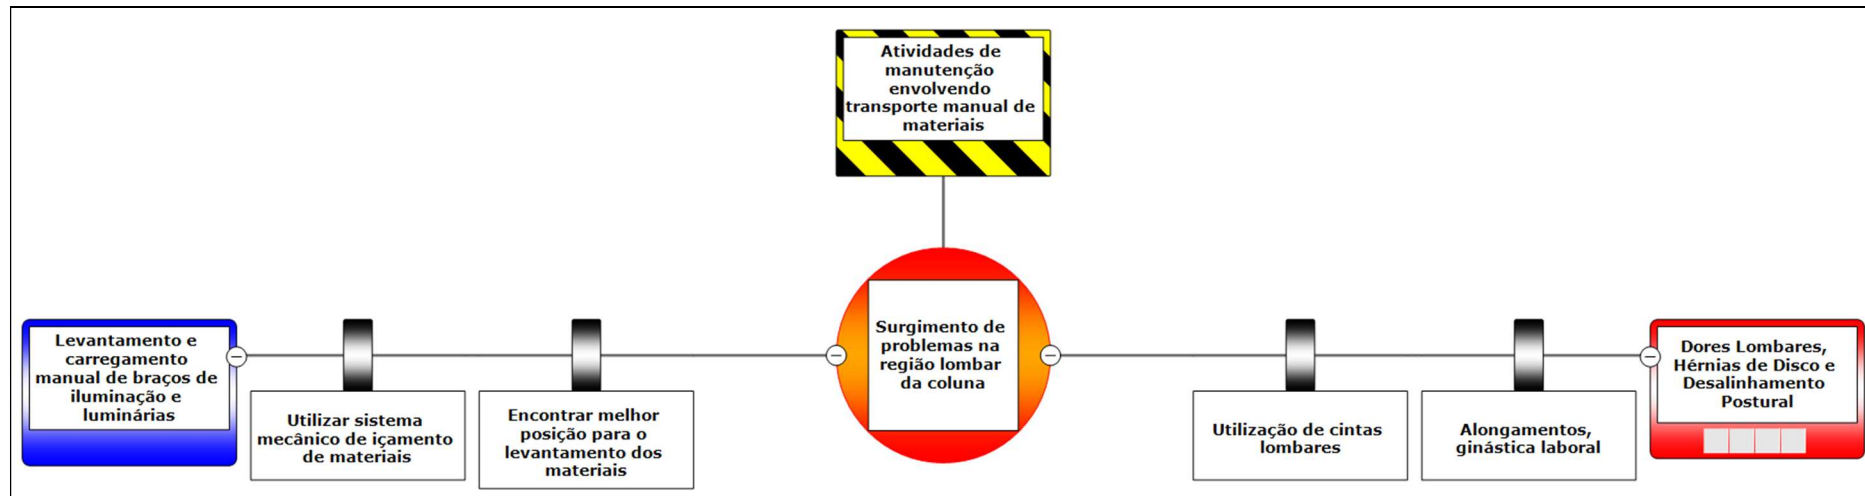 Atividades de
manutenção
envolvendo
transporte manual de
materiais
Levantamento e
carregamento
manual de braços de
iluminação e
luminárias
Utilizar sistema
mecânico de içamento
de materiais
Encontrar melhor
posição para o
levantamento dos
materiais
Surgimento de
problemas na
região lombar
da coluna
Utilização de cintas
lombares
Alongamentos,
ginástica laboral
Dores Lombares,
Hérnias de Disco e
Desalinhamento
Postural